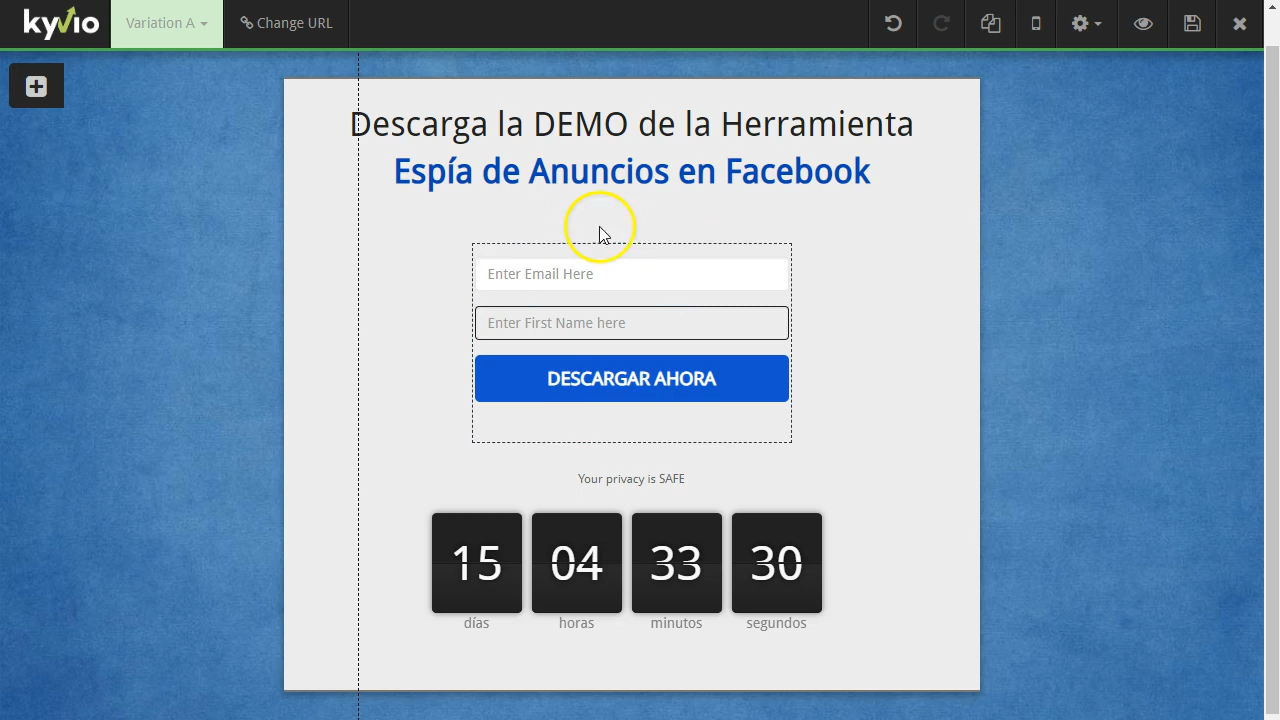 kyvio
Variation A
Change URL
Descarga la DEMO de la Herramienta
Espía de Anuncios en Facebook
Enter Email Here
Enter First Name here
DESCARGAR AHORA
Your privacy is SAFE
15 04 33 30
días horas minutos segundos